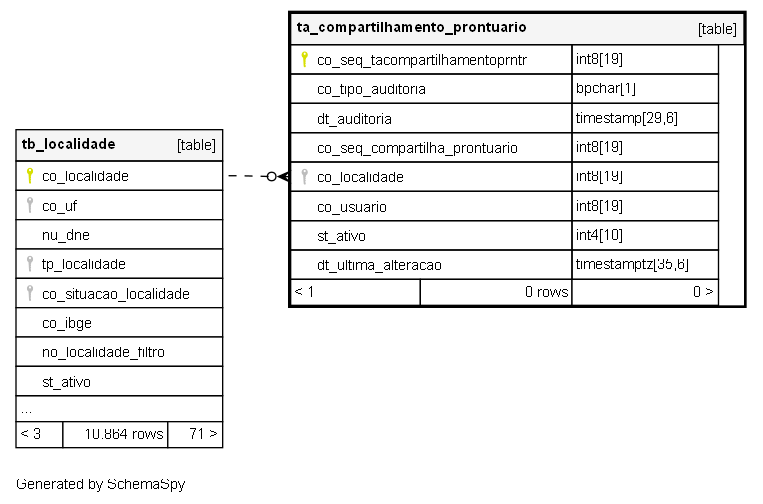 ta_compartilhamento_prontuario [table]
co_seq_tacompartilhamentoprntr int8[19]
co_tipo_auditoria bpchar[1]
dt_auditoria timestamp[29,6]
co_seq_compartilha_prontuario int8[19]
co_localidade int8[19]
co_usuario int8[19]
st_ativo int4[10]
dt_ultima_alteracao timestamptz[35,6]
< 1 0 rows 0 >
tb_localidade [table]
co_localidade
co_uf
nu_dne
tp_localidade
co_situacao_localidade
co_ibge
no_localidade_filtro
st_ativo
...
< 3 10.864 rows 71 >
Generated by SchemaSpy